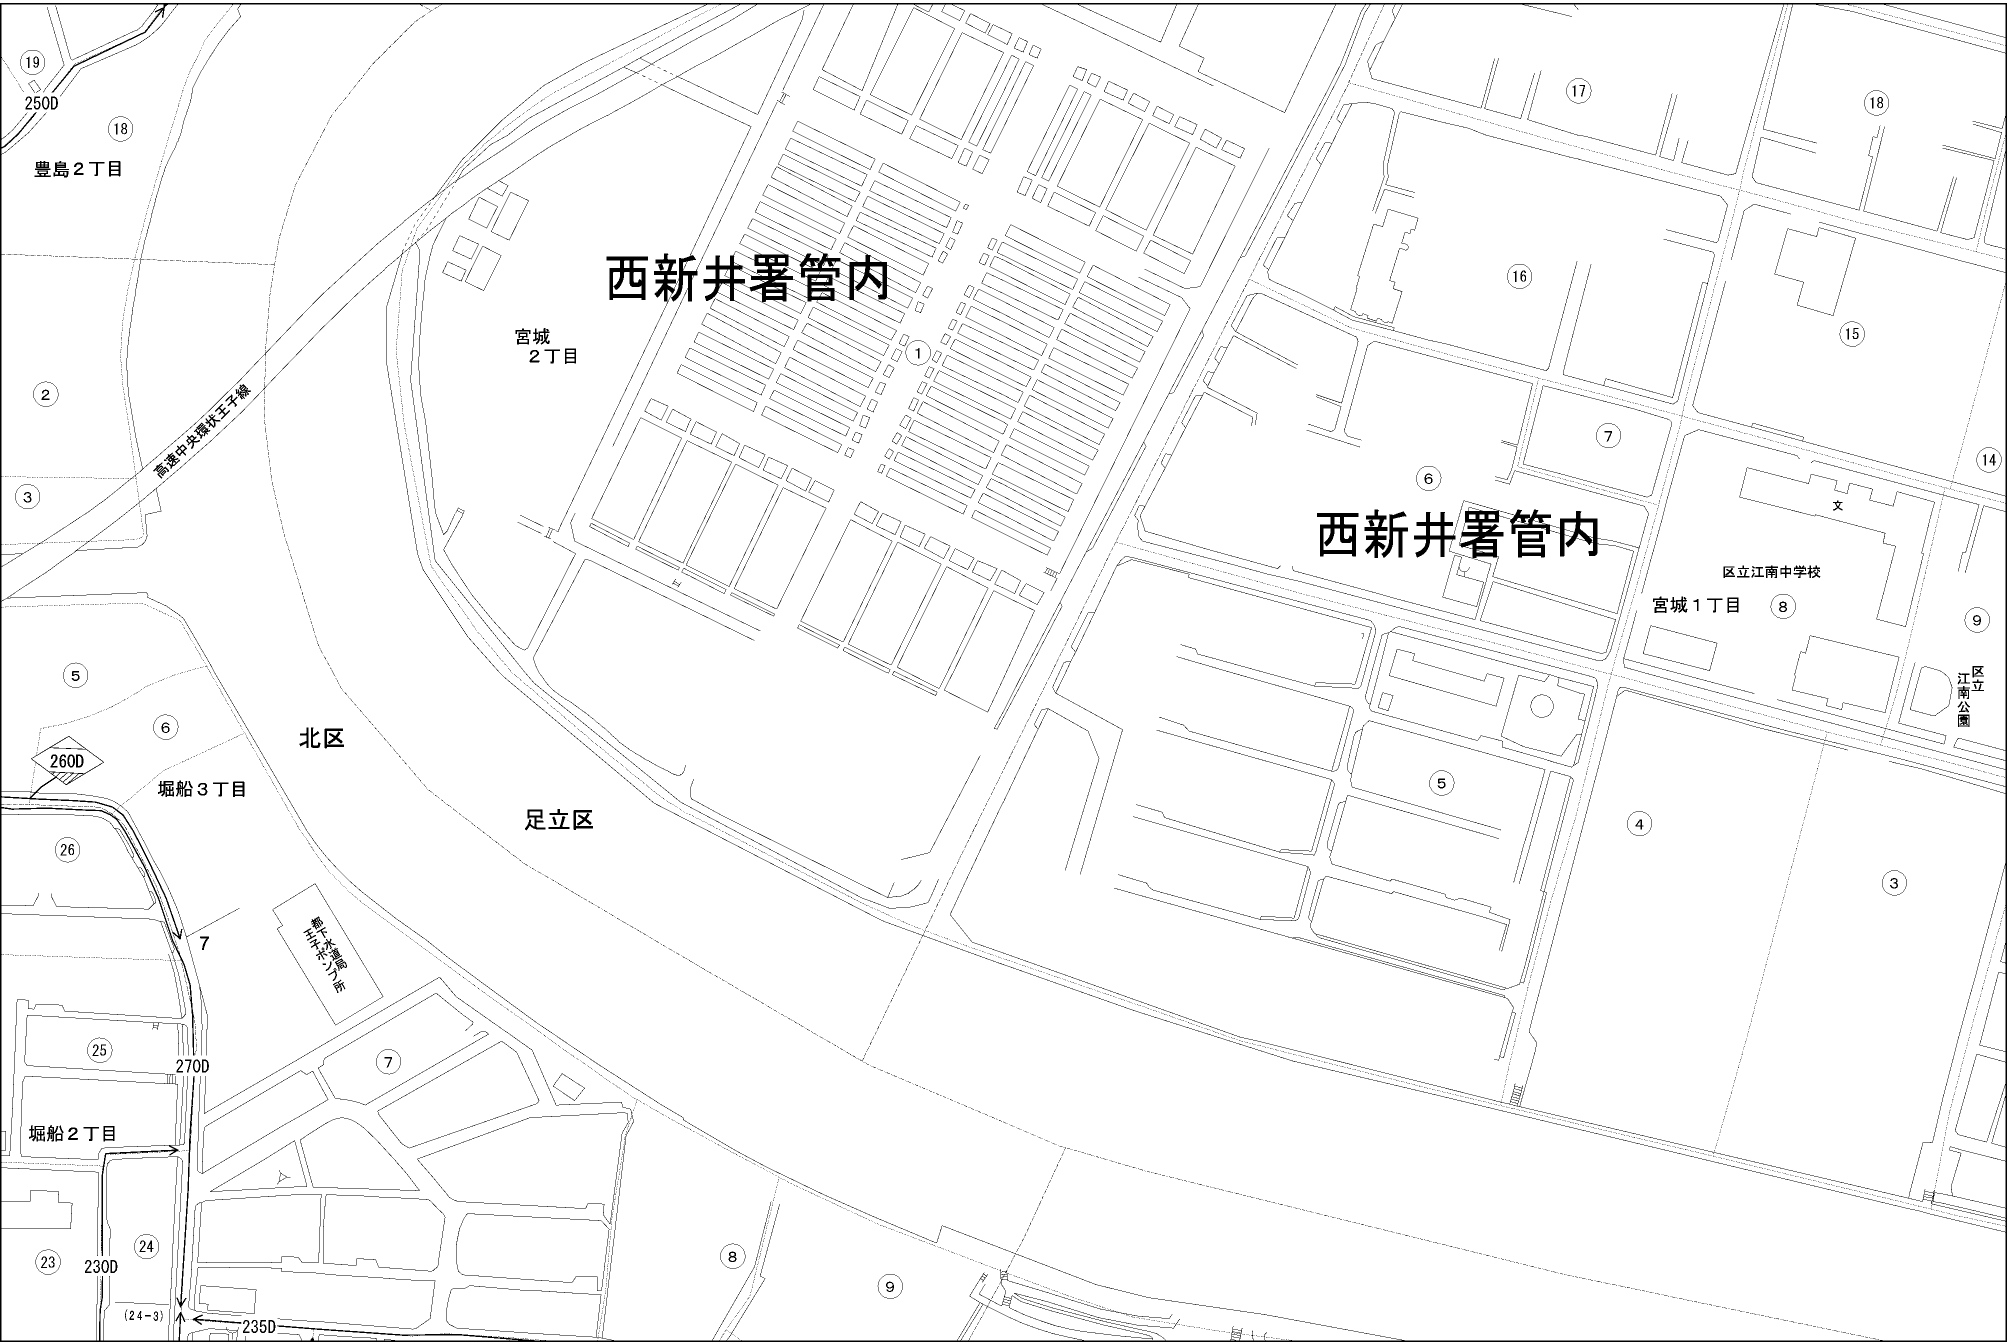 19
250D
18
豊島2丁目
17
18
西新井署管内
16
宮城
2丁目
1
15
2
高速中央環状王子線
7
14
3
6
西新井署管内
文
区立江南中学校
宮城1丁目
8
9
5
区立
江南公園
6
北区
260D
堀船3丁目
5
足立区
4
26
3
7
都下水道局
王子ポンプ所
25
7
270D
堀船2丁目
24
8
23
230D
9
(24-3)
235D